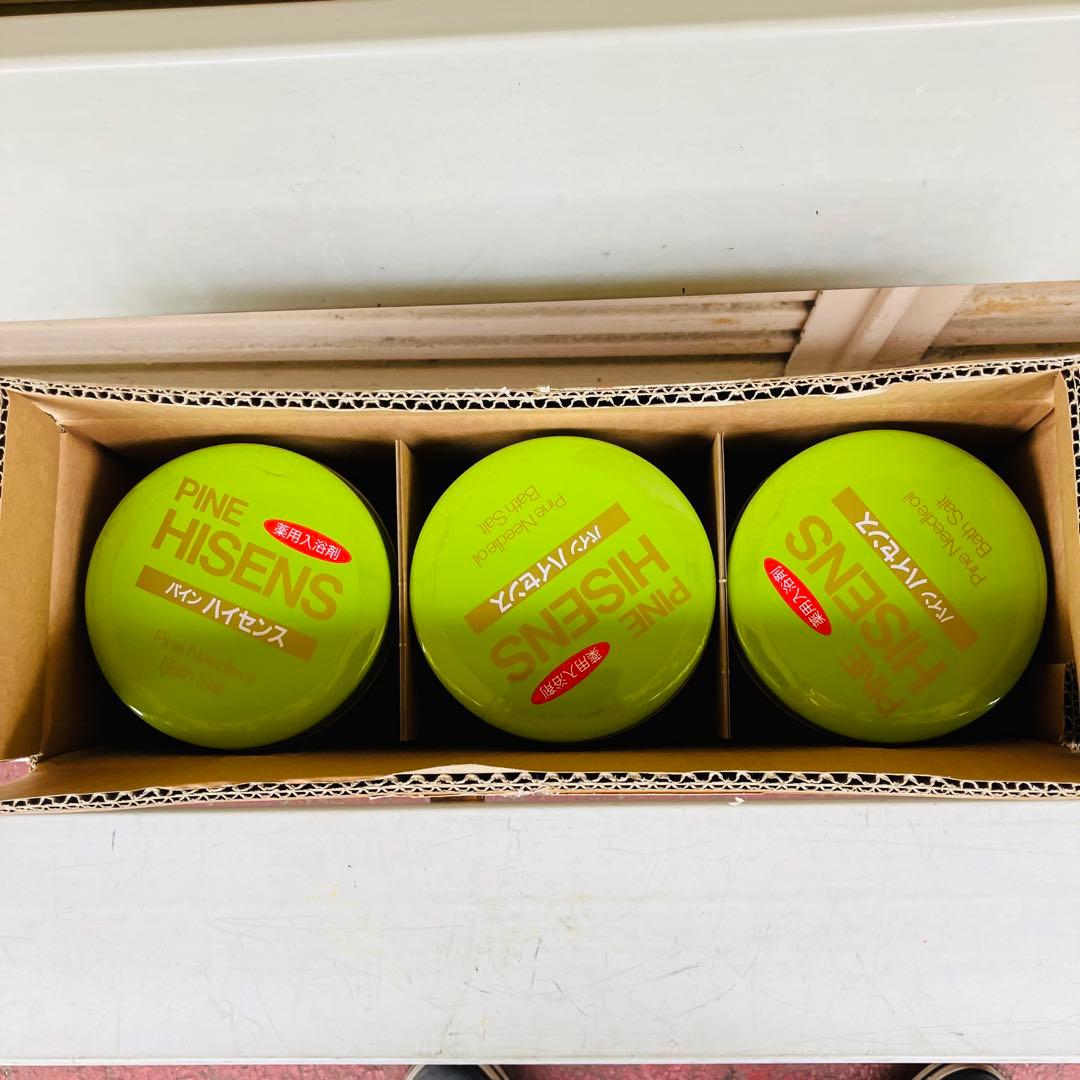 PINE
HISENS
薬用入浴剤
パイン ハイセンス
Pine Needleoil
Bath Salt
PINE
HISENS
薬用入浴剤
パイン ハイセンス
Pine Needleoil
Bath Salt
PINE
HISENS
薬用入浴剤
パイン ハイセンス
Pine Needleoil
Bath Salt